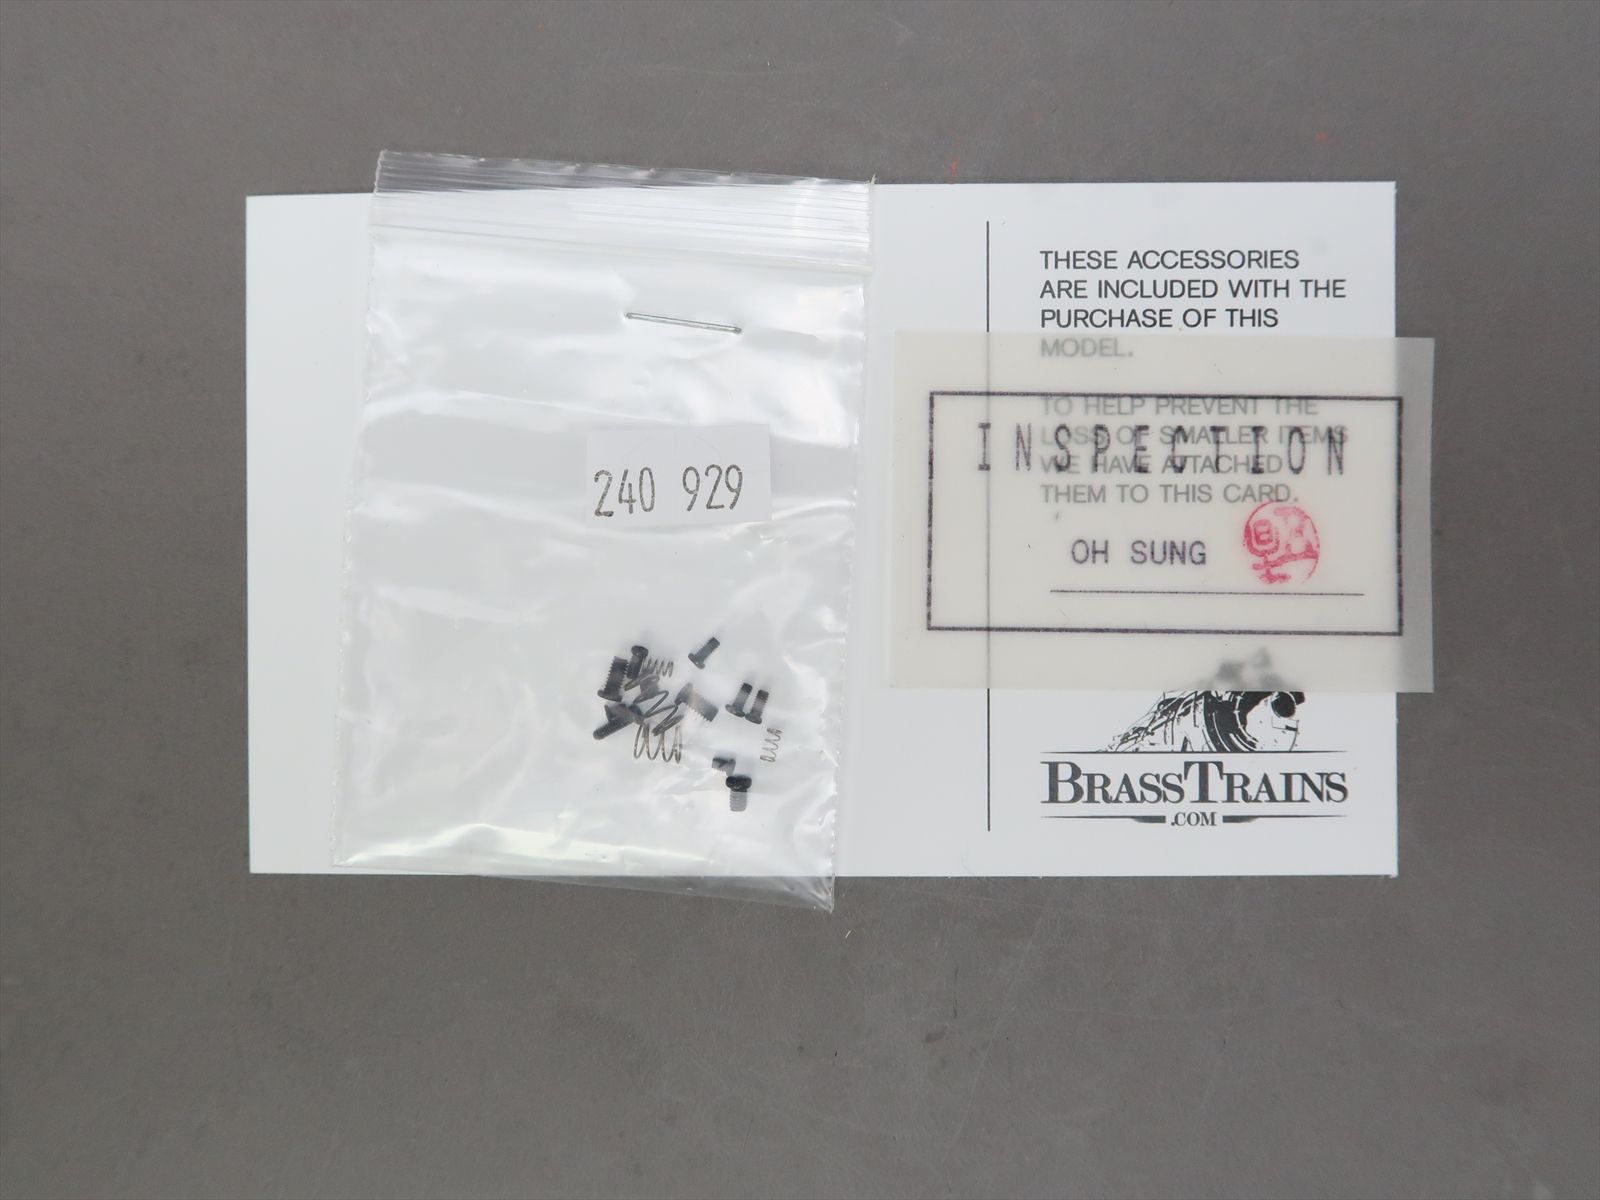 240 929
THESE ACCESSORIES
ARE INCLUDED WITH THE
PURCHASE OF THIS
MODEL.
TO HELP PREVENT THE
LOSS OF SMALLER ITEMS
WE HAVE ATTACHED
THEM TO THIS CARD.
INSPECTION
OH SUNG
BRASSTRAINS
.COM